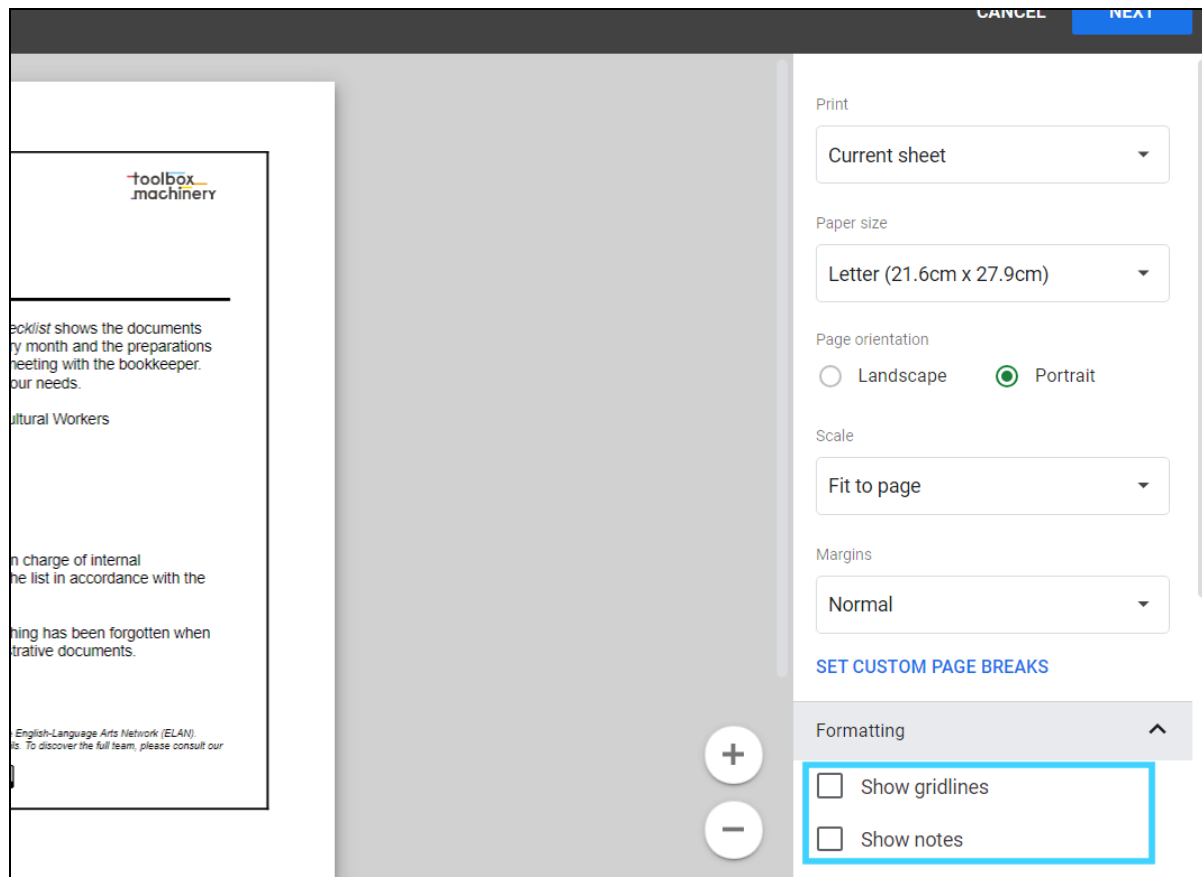 CANCEL NEXT
toolbox
machinery
ecklist shows the documents
ry month and the preparations
neeting with the bookkeeper.
our needs.
ultural Workers
n charge of internal
he list in accordance with the
hing has been forgotten when
trative documents.
English-Language Arts Network (ELAN).
ls. To discover the full team, please consult our
Print
Current sheet
Paper size
Letter (21.6cm x 27.9cm)
Page orientation
Landscape Portrait
Scale
Fit to page
Margins
Normal
SET CUSTOM PAGE BREAKS
Formatting
Show gridlines
Show notes